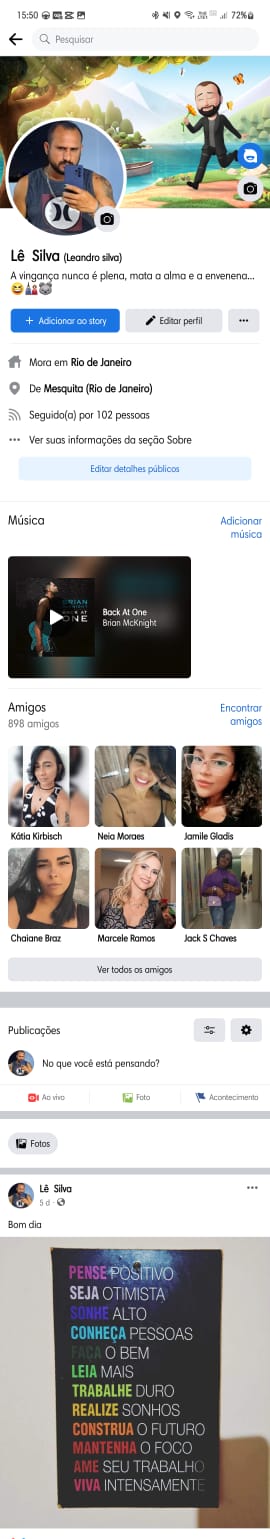 15:50
72%
Pesquisar
Lê Silva (Leandro silva)
A vingança nunca é plena, mata a alma e a envenena...
+ Adicionar ao story
Editar perfil
Mora em Rio de Janeiro
De Mesquita (Rio de Janeiro)
Seguido(a) por 102 pessoas
Ver suas informações da seção Sobre
Editar detalhes públicos
Música
Adicionar
música
BRIAN
MCKNIGHT
BACK AT
ONE
Back At One
Brian McKnight
Amigos
898 amigos
Encontrar
amigos
Kátia Kirbisch
Neia Moraes
Jamile Gladis
Chaiane Braz
Marcele Ramos
Jack S Chaves
Ver todos os amigos
Publicações
No que você está pensando?
Ao vivo
Foto
Acontecimento
Fotos
Lê Silva
5 d
Bom dia
PENSE POSITIVO
SEJA OTIMISTA
SONHE ALTO
CONHEÇA PESSOAS
FAÇA O BEM
LEIA MAIS
TRABALHE DURO
REALIZE SONHOS
CONSTRUA O FUTURO
MANTENHA O FOCO
AME SEU TRABALHO
VIVA INTENSAMENTE